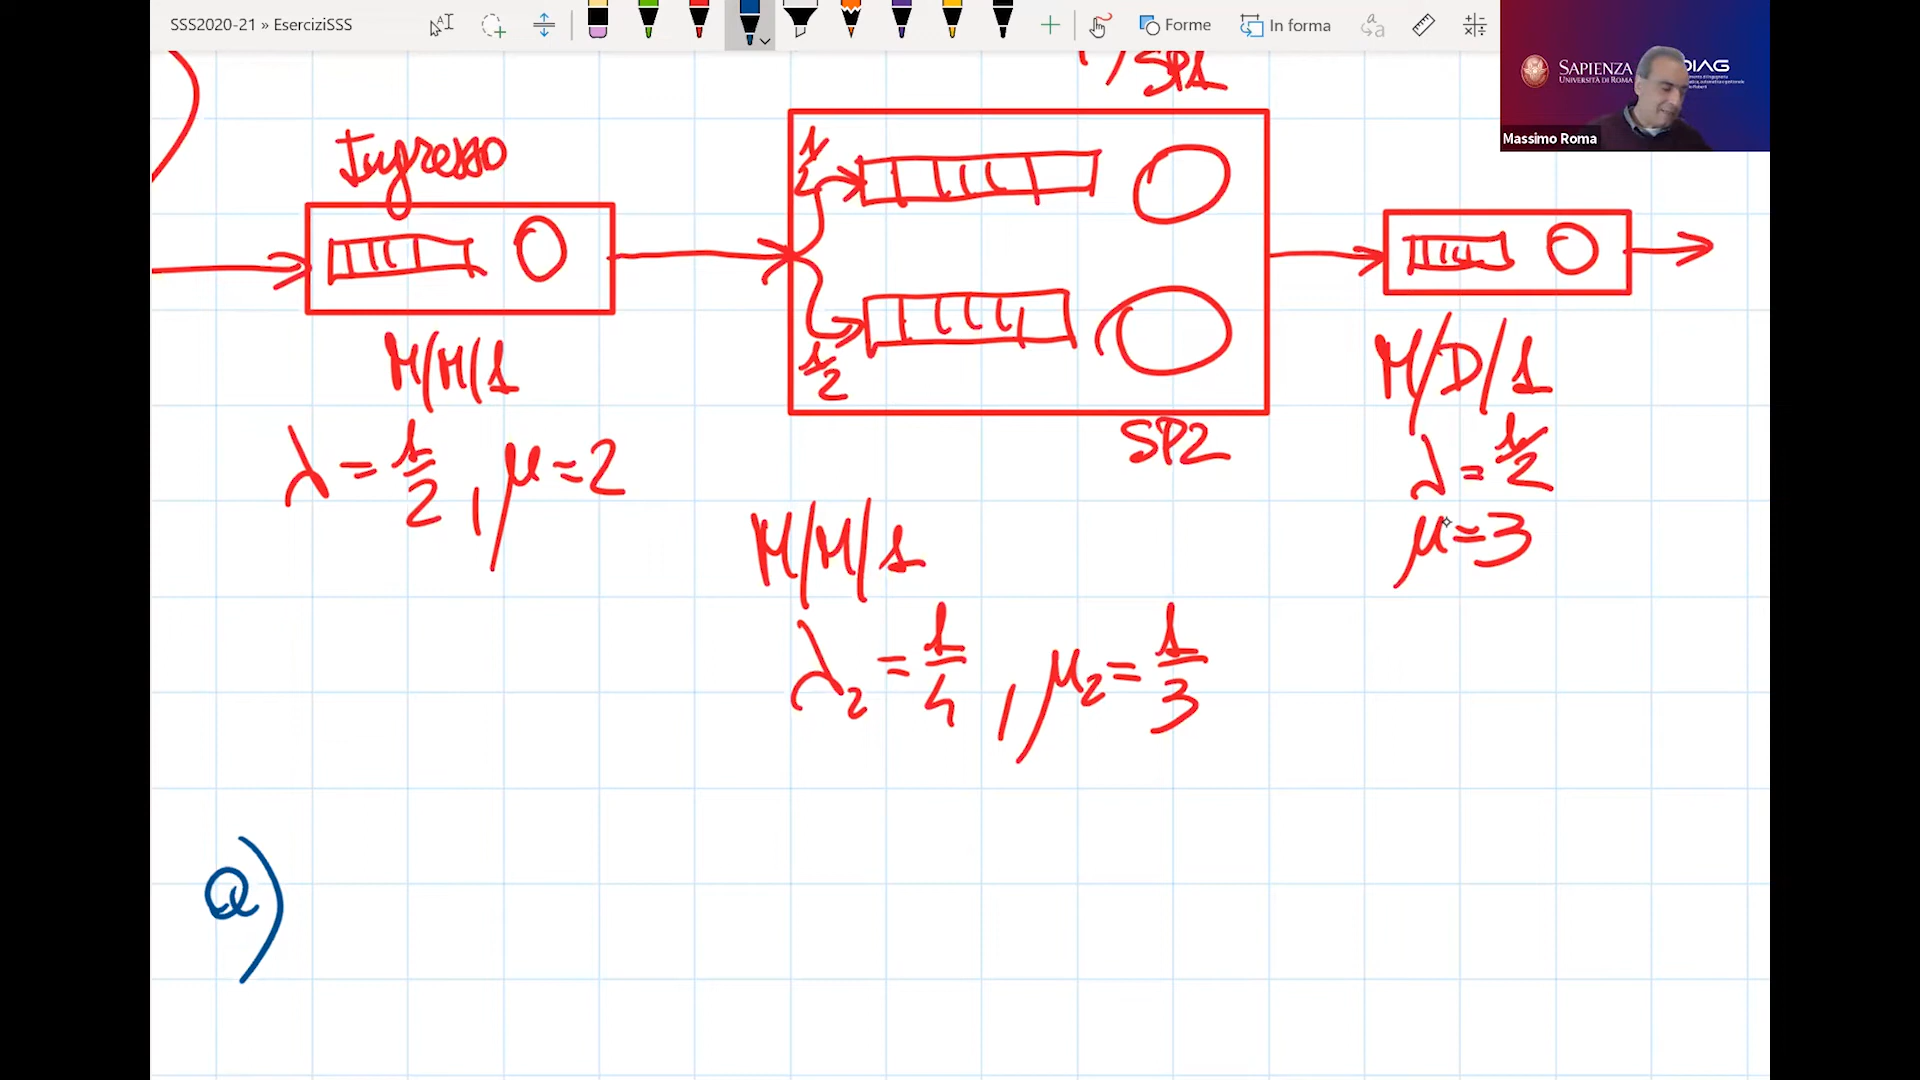 SSS2020-21 » EserciziSSS
Forme
In forma
SAPIENZA
UNIVERSITÀ DI ROMA
DIAG
Massimo Roma
SP1
Ingresso
1/2
1/2
SP2
M/M/1
λ = 1/2 , μ = 2
M/M/1
λ₂ = 1/4 , μ₂ = 1/3
M/D/1
λ = 1/2
μ = 3
a)